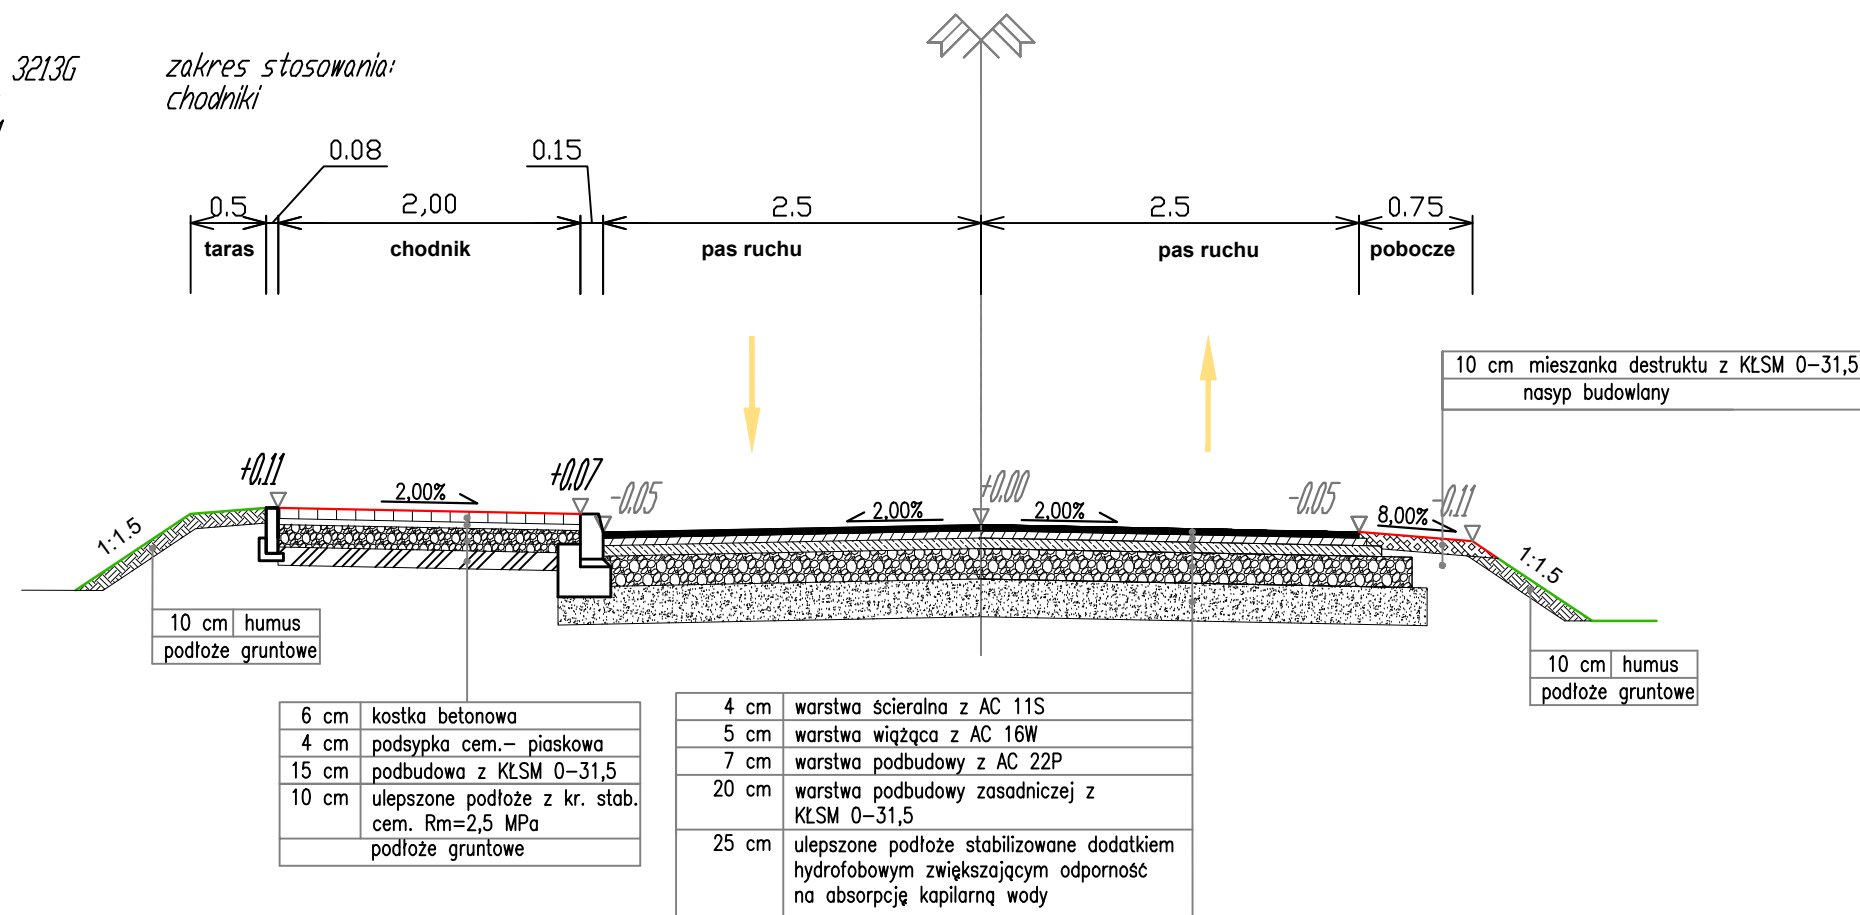 3213G
zakres stosowania:
chodniki
0.08
0.15
0.5
2,00
2.5
2.5
0.75
taras
chodnik
pas ruchu
pas ruchu
pobocze
10 cm mieszanka destruktu z KŁSM 0-31,5
nasyp budowlany
+0.11
+0.07
-0.05
+0.00
-0.05
-0.11
2,00%
2,00%
2,00%
8,00%
1:1.5
1:1.5
10 cm humus
podłoże gruntowe
10 cm humus
podłoże gruntowe
6 cm kostka betonowa
4 cm podsypka cem.- piaskowa
15 cm podbudowa z KŁSM 0-31,5
10 cm ulepszone podłoże z kr. stab.
cem. Rm=2,5 MPa
podłoże gruntowe
4 cm warstwa ścieralna z AC 11S
5 cm warstwa wiążąca z AC 16W
7 cm warstwa podbudowy z AC 22P
20 cm warstwa podbudowy zasadniczej z
KŁSM 0-31,5
25 cm ulepszone podłoże stabilizowane dodatkiem
hydrofobowym zwiększającym odporność
na absorpcję kapilarną wody